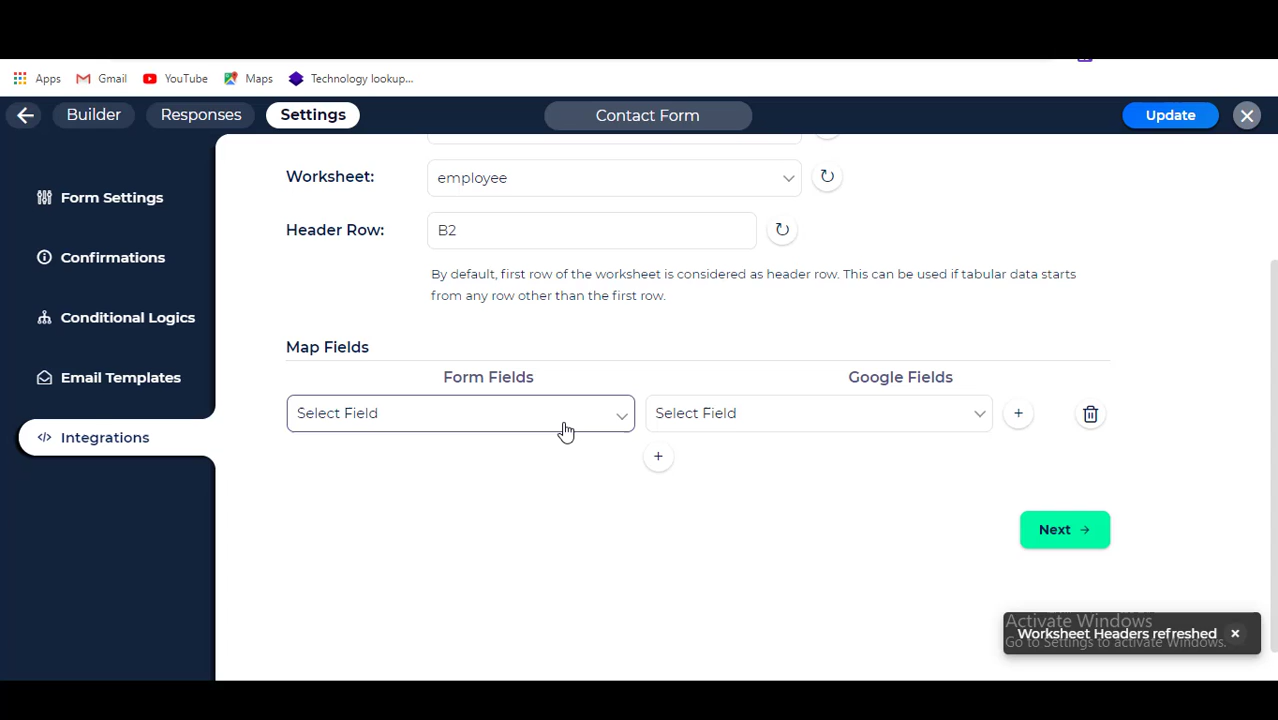 Apps Gmail YouTube Maps Technology lookup...
Builder Responses Settings Contact Form Update
Form Settings
Confirmations
Conditional Logics
Email Templates
Integrations
Worksheet: employee
Header Row: B2
By default, first row of the worksheet is considered as header row. This can be used if tabular data starts
from any row other than the first row.
Map Fields
Form Fields Google Fields
Select Field Select Field
Next
Activate Windows
Worksheet Headers refreshed
Go to Settings to activate Windows.